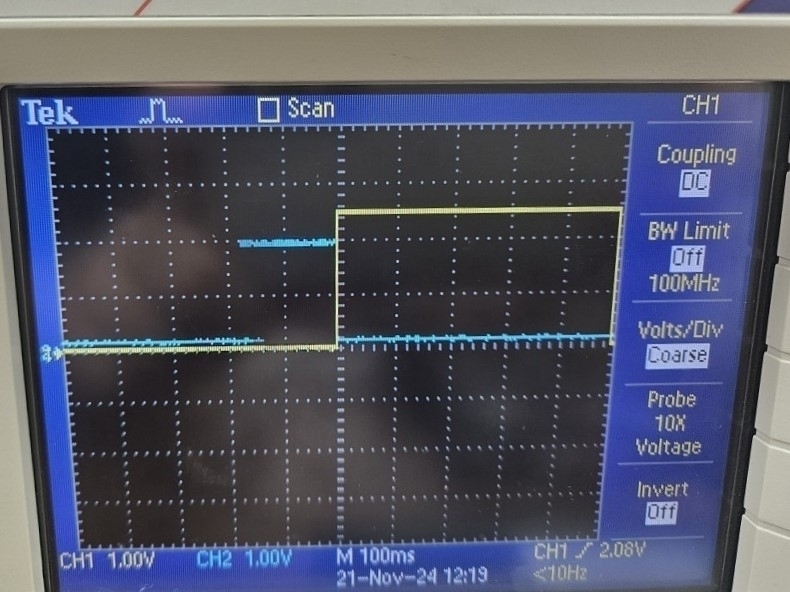 Tek Scan CH1
Coupling
DC
BW Limit
Off
100MHz
Volts/Div
Coarse
Probe
10X
Voltage
Invert
Off
CH1 1.00V CH2 1.00V M 100ms CH1 2.08V
21-Nov-24 12:19 <10Hz